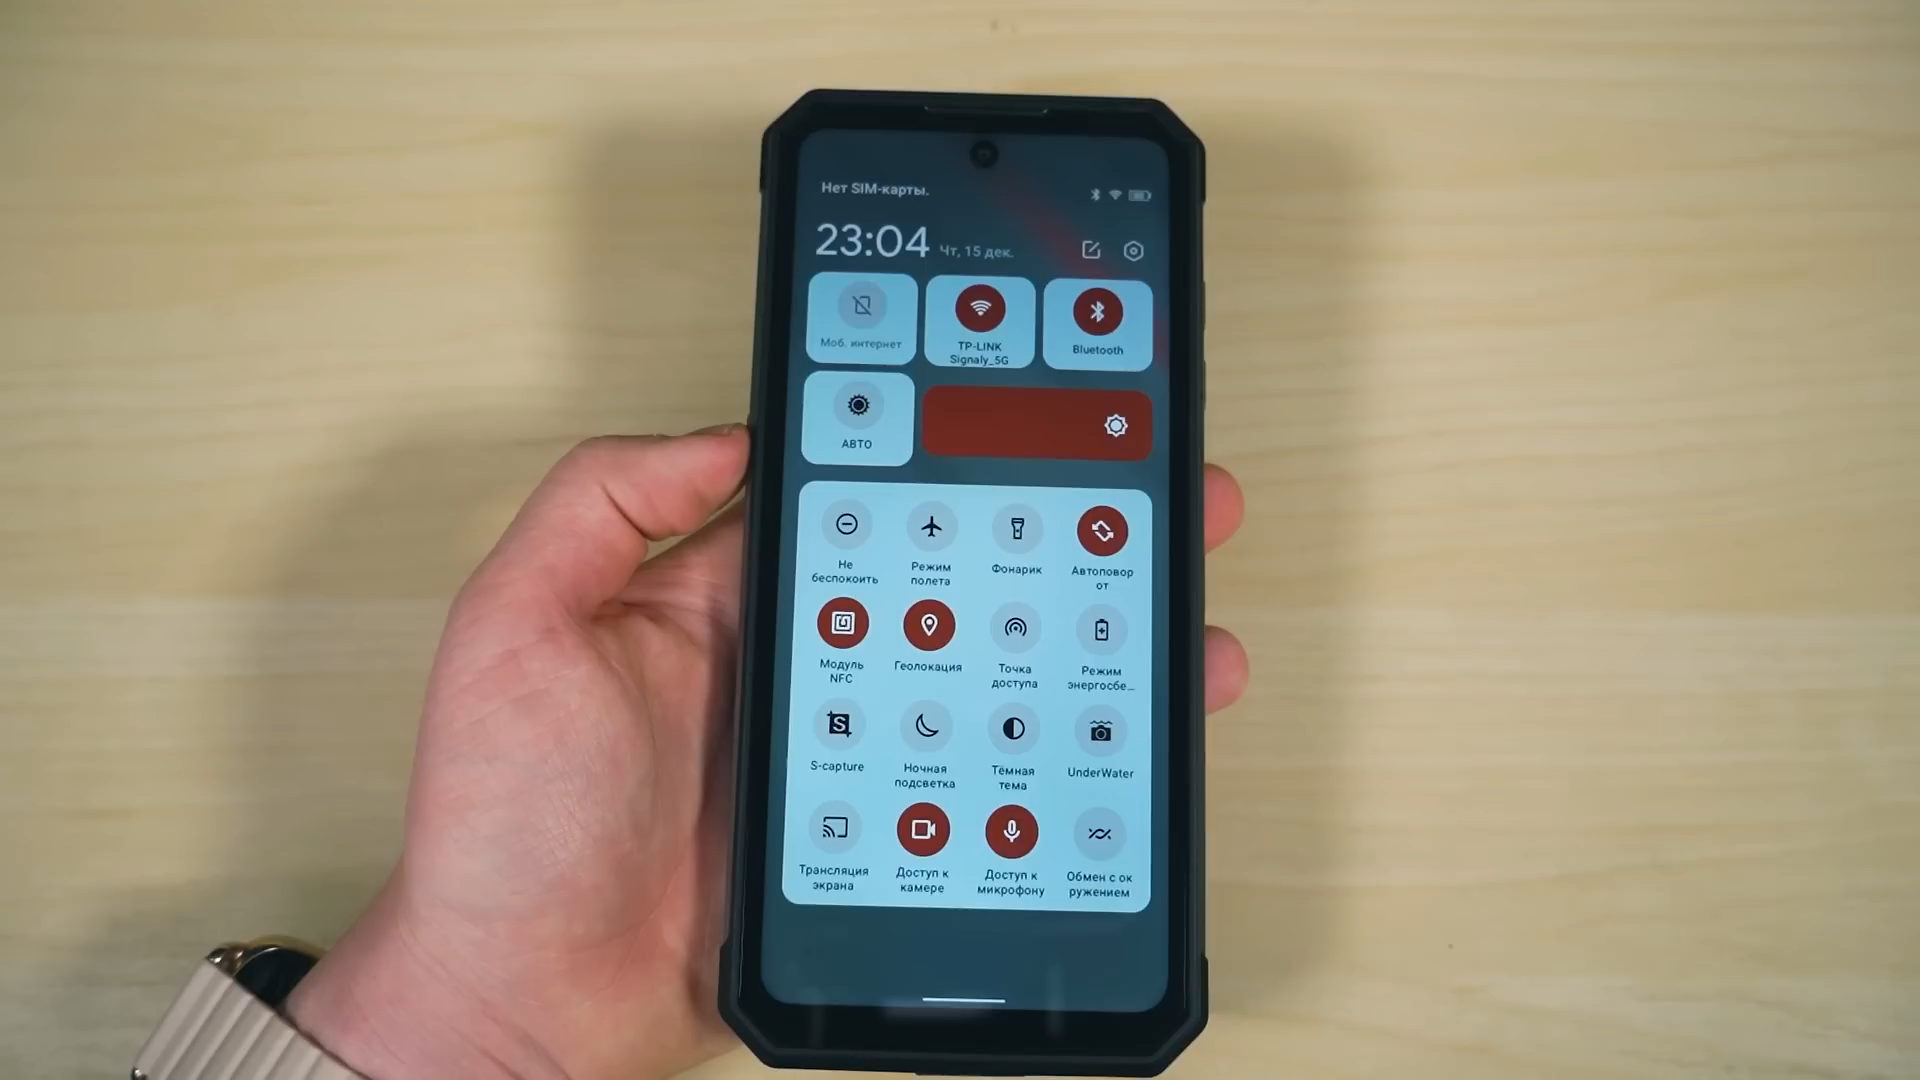 Нет SIM-карты.
23:04 Чт, 15 дек.
Моб. интернет
TP-LINK
Signaly_5G
Bluetooth
АВТО
Не
беспокоить
Режим
полета
Фонарик
Автоповор
от
Модуль
NFC
Геолокация
Точка
доступа
Режим
энергосбе…
S-capture
Ночная
подсветка
Тёмная
тема
UnderWater
Трансляция
экрана
Доступ к
камере
Доступ к
микрофону
Обмен с ок
ружением